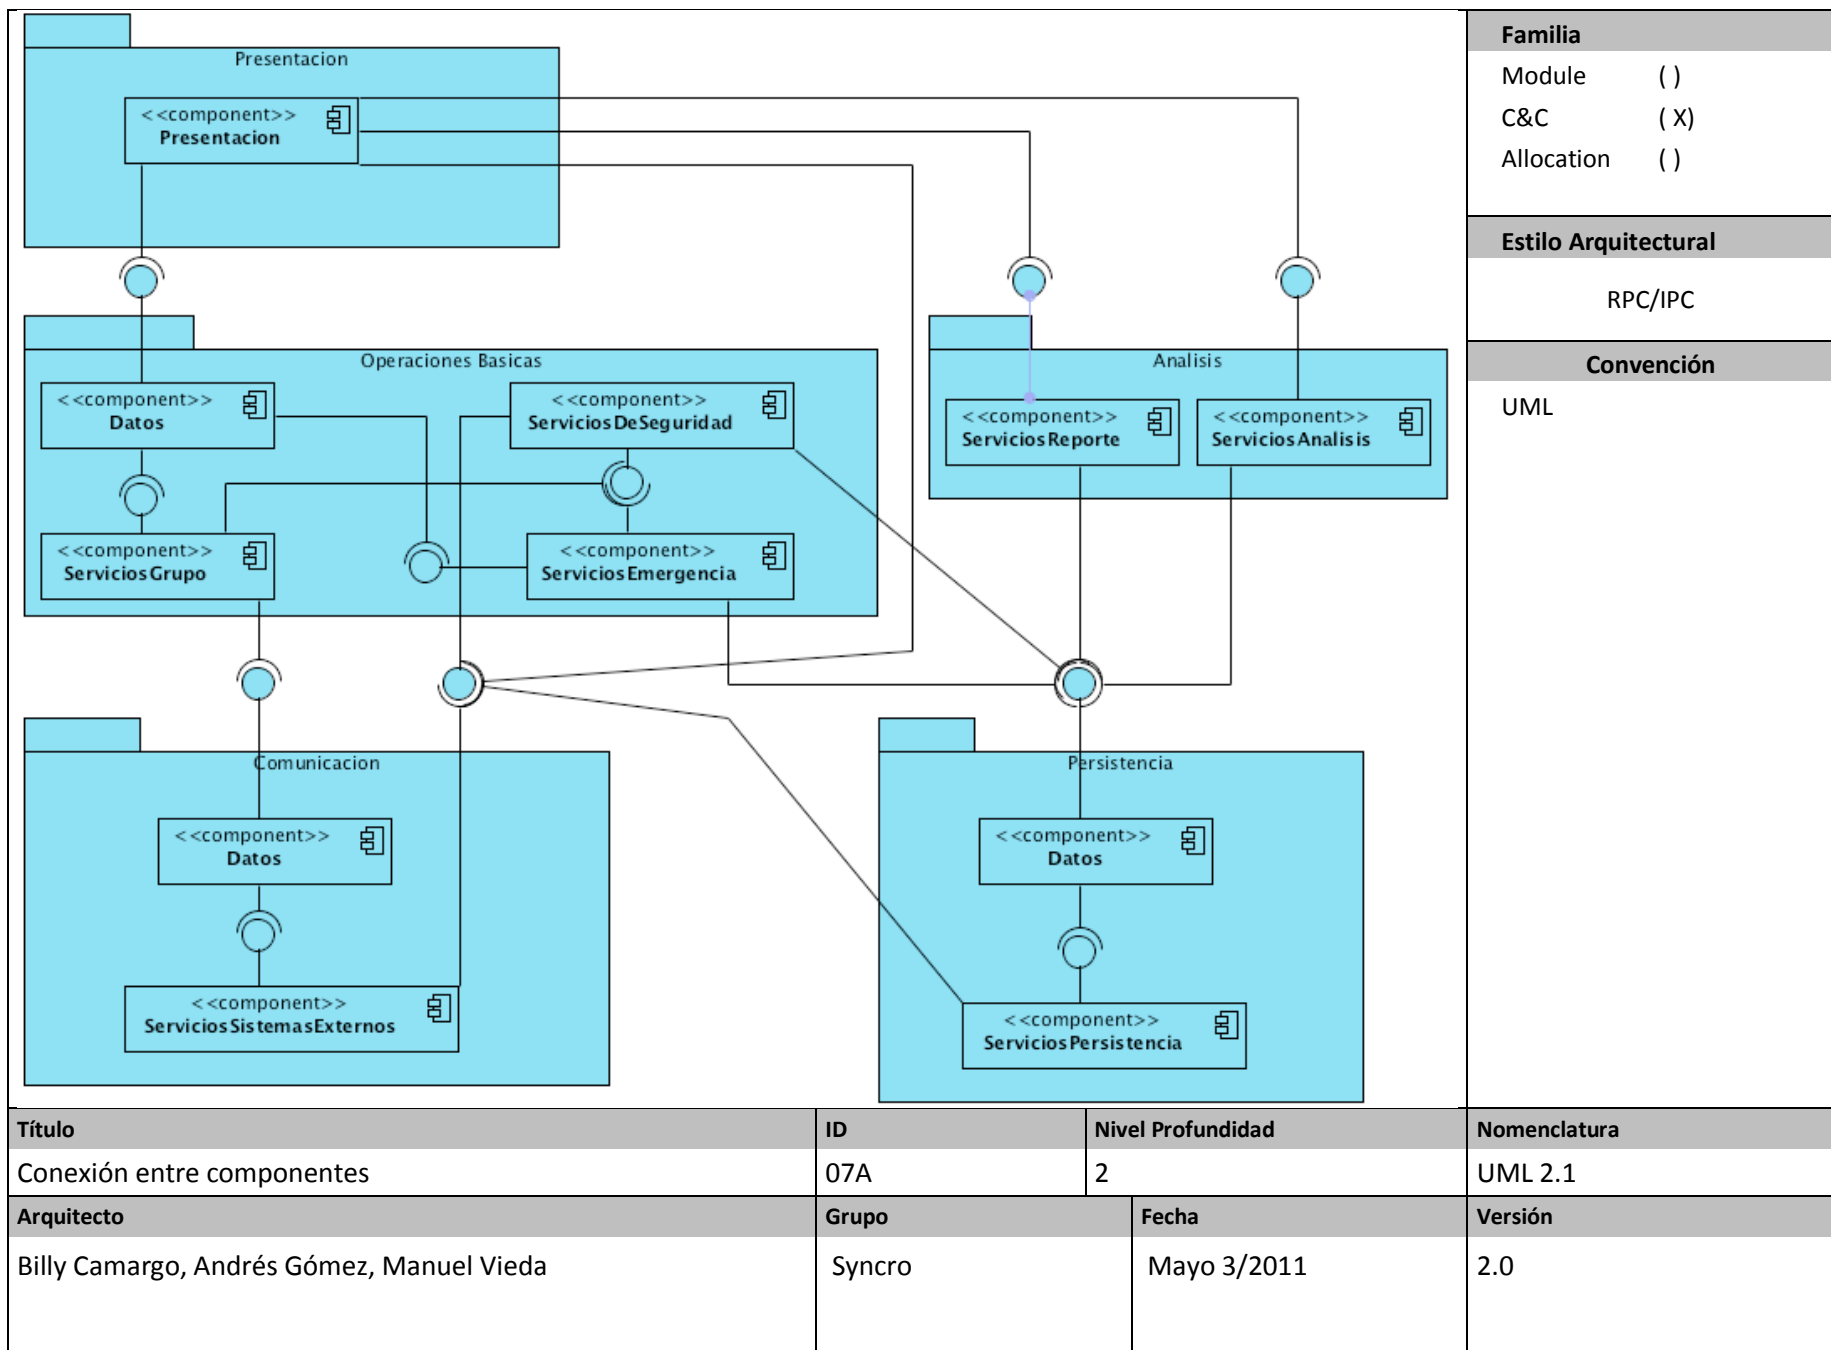 Presentacion
<<component>>
Presentacion
Operaciones Basicas
<<component>>
Datos
<<component>>
ServiciosDeSeguridad
<<component>>
ServiciosGrupo
<<component>>
ServiciosEmergencia
Analisis
<<component>>
ServiciosReporte
<<component>>
ServiciosAnalisis
Comunicacion
<<component>>
Datos
<<component>>
ServiciosSistemasExternos
Persistencia
<<component>>
Datos
<<component>>
ServiciosPersistencia
Familia
Module ( )
C&C ( X)
Allocation ( )
Estilo Arquitectural
RPC/IPC
Convención
UML
Título
Conexión entre componentes
ID
07A
Nivel Profundidad
2
Nomenclatura
UML 2.1
Arquitecto
Billy Camargo, Andrés Gómez, Manuel Vieda
Grupo
Syncro
Fecha
Mayo 3/2011
Versión
2.0